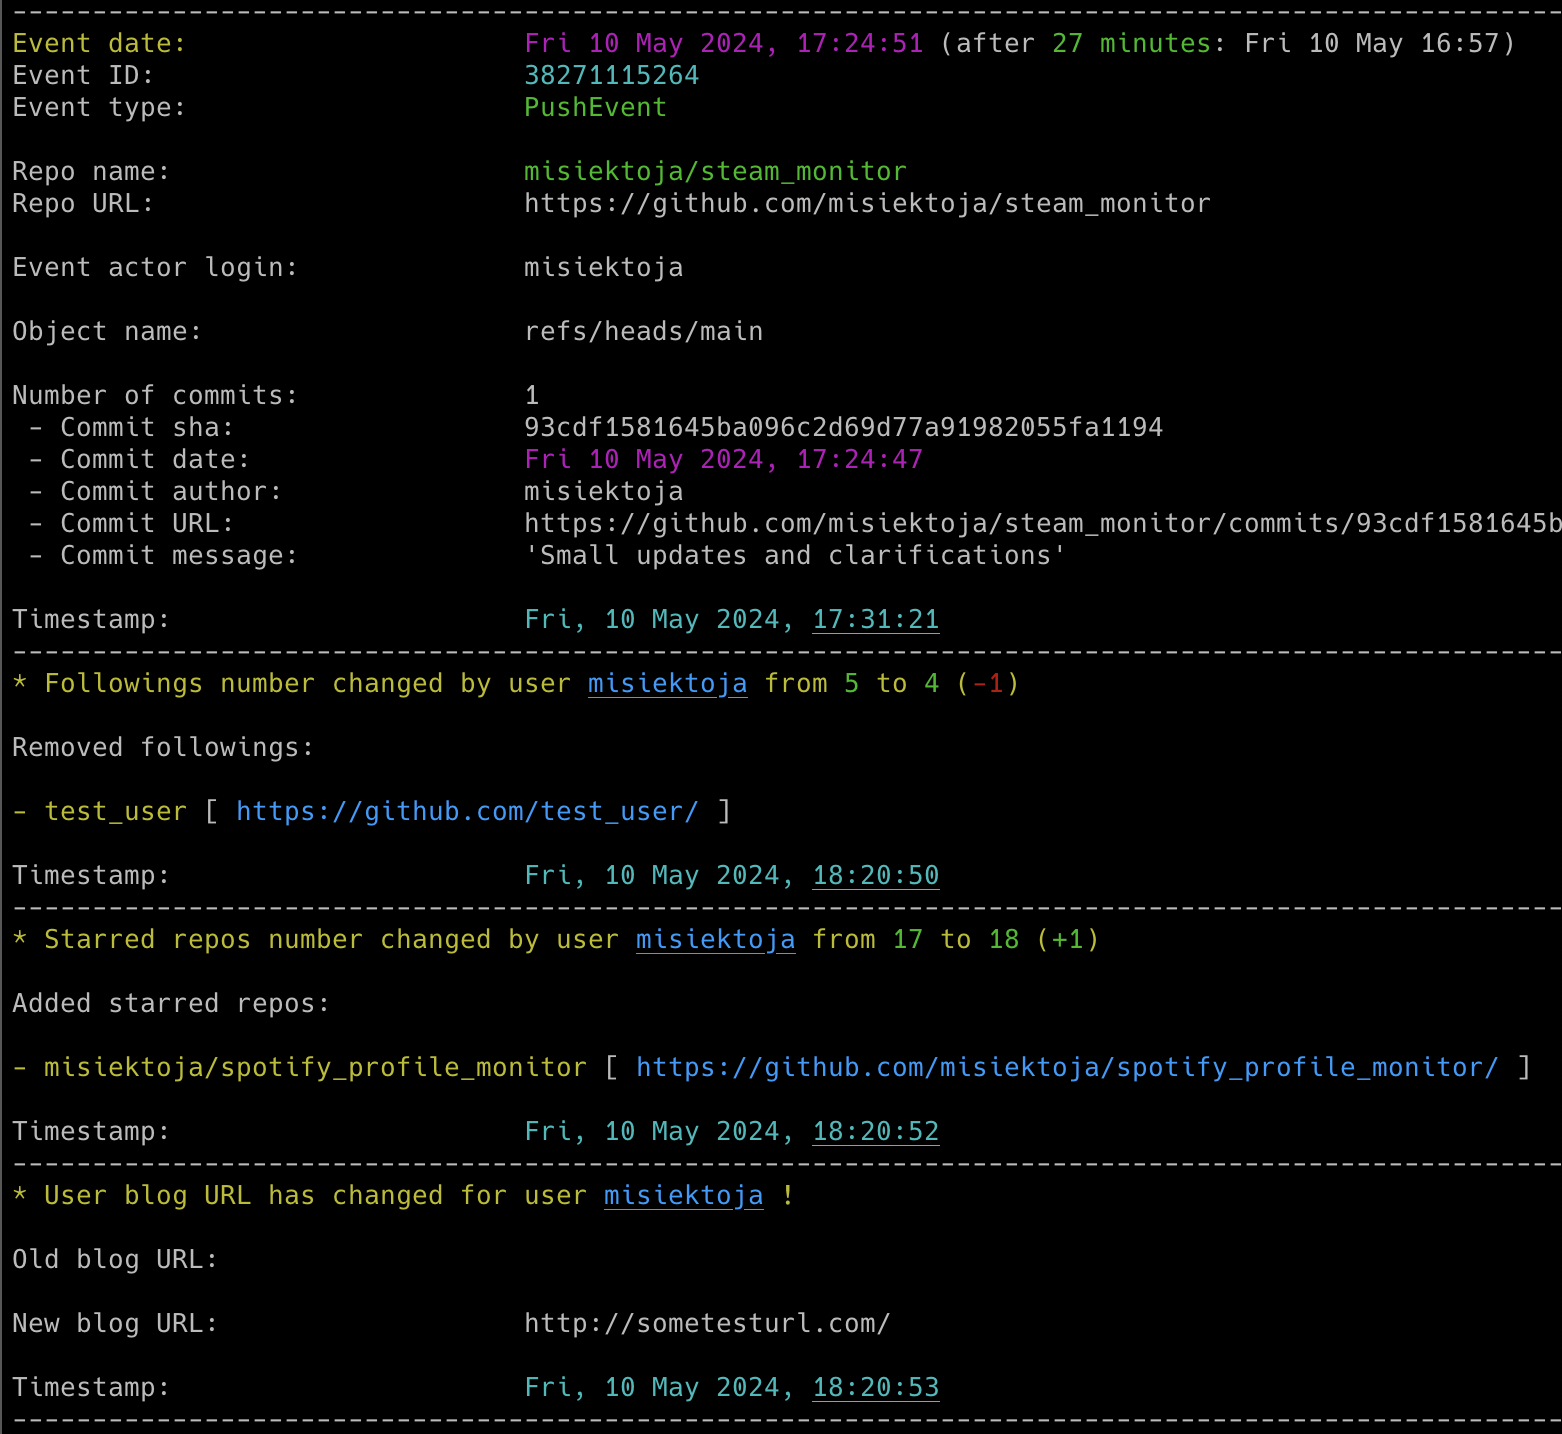 Event date: Fri 10 May 2024, 17:24:51 (after 27 minutes: Fri 10 May 16:57)
Event ID: 38271115264
Event type: PushEvent
Repo name: misiektoja/steam_monitor
Repo URL: https://github.com/misiektoja/steam_monitor
Event actor login: misiektoja
Object name: refs/heads/main
Number of commits: 1
- Commit sha: 93cdf1581645ba096c2d69d77a91982055fa1194
- Commit date: Fri 10 May 2024, 17:24:47
- Commit author: misiektoja
- Commit URL: https://github.com/misiektoja/steam_monitor/commits/93cdf1581645b
- Commit message: 'Small updates and clarifications'
Timestamp: Fri, 10 May 2024, 17:31:21
* Followings number changed by user misiektoja from 5 to 4 (-1)
Removed followings:
- test_user [ https://github.com/test_user/ ]
Timestamp: Fri, 10 May 2024, 18:20:50
* Starred repos number changed by user misiektoja from 17 to 18 (+1)
Added starred repos:
- misiektoja/spotify_profile_monitor [ https://github.com/misiektoja/spotify_profile_monitor/ ]
Timestamp: Fri, 10 May 2024, 18:20:52
* User blog URL has changed for user misiektoja !
Old blog URL:
New blog URL: http://sometesturl.com/
Timestamp: Fri, 10 May 2024, 18:20:53